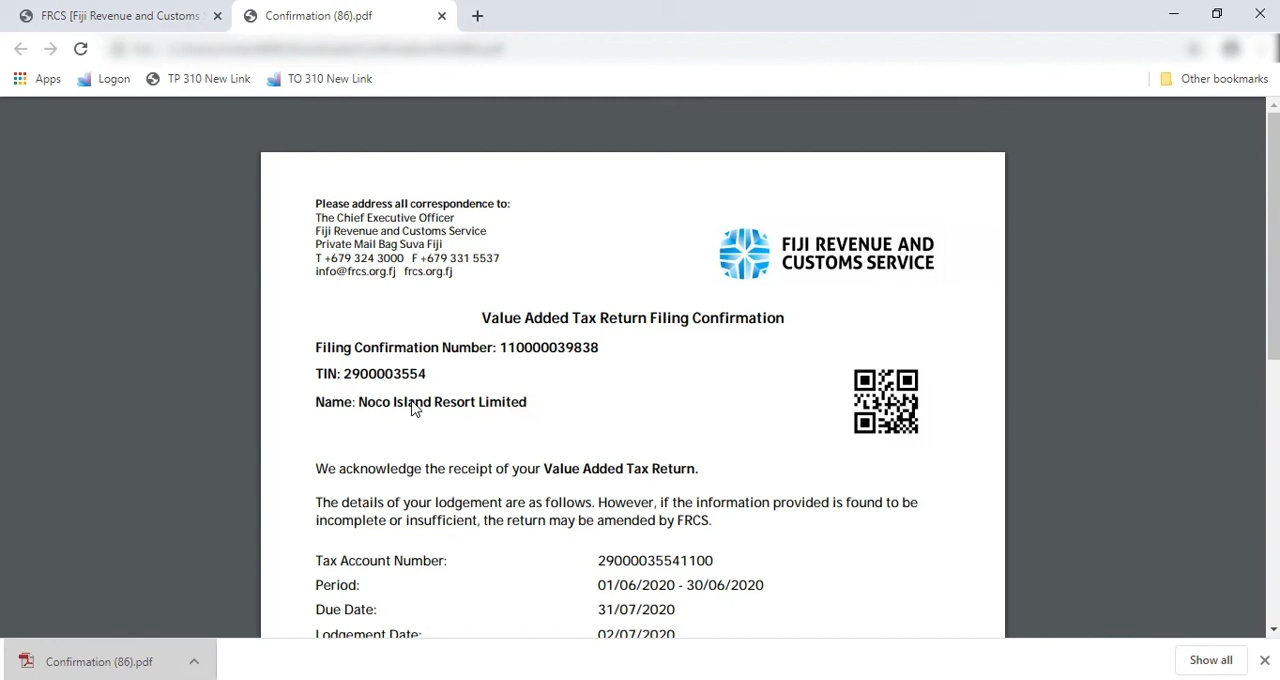 FRCS [Fiji Revenue and Customs
Confirmation (86).pdf
Apps
Logon
TP 310 New Link
TO 310 New Link
Other bookmarks
Please address all correspondence to:
The Chief Executive Officer
Fiji Revenue and Customs Service
Private Mail Bag Suva Fiji
T +679 324 3000 F +679 331 5537
info@frcs.org.fj frcs.org.fj
FIJI REVENUE AND
CUSTOMS SERVICE
Value Added Tax Return Filing Confirmation
Filing Confirmation Number: 110000039838
TIN: 2900003554
Name: Noco Island Resort Limited
We acknowledge the receipt of your Value Added Tax Return.
The details of your lodgement are as follows. However, if the information provided is found to be
incomplete or insufficient, the return may be amended by FRCS.
Tax Account Number: 29000035541100
Period: 01/06/2020 - 30/06/2020
Due Date: 31/07/2020
Lodgement Date: 02/07/2020
Confirmation (86).pdf
Show all